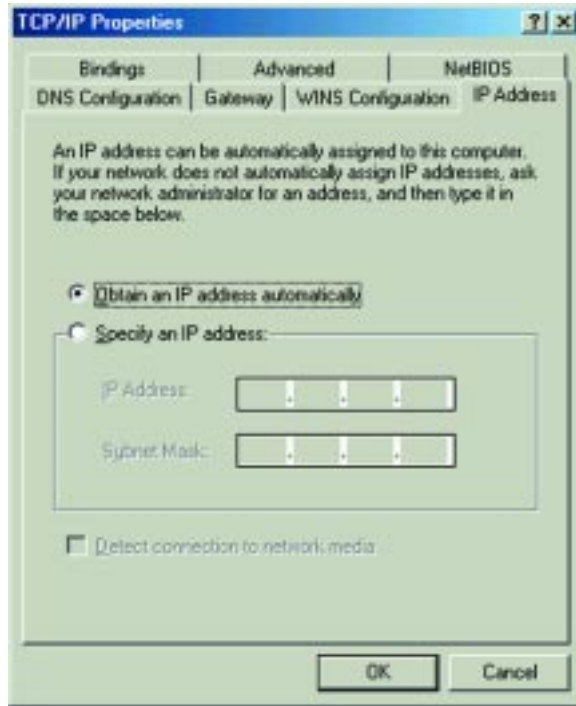 TCP/IP Properties
Bindings
Advanced
NetBIOS
DNS Configuration
Gateway
WINS Configuration
IP Address
An IP address can be automatically assigned to this computer.
If your network does not automatically assign IP addresses, ask
your network administrator for an address, and then type it in
the space below.
Obtain an IP address automatically
Specify an IP address:
IP Address:
Subnet Mask:
Detect connection to network media
OK
Cancel